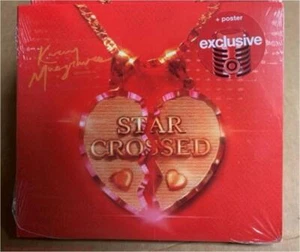 + poster
exclusive
Kacey
Musgraves
STAR
CROSSED